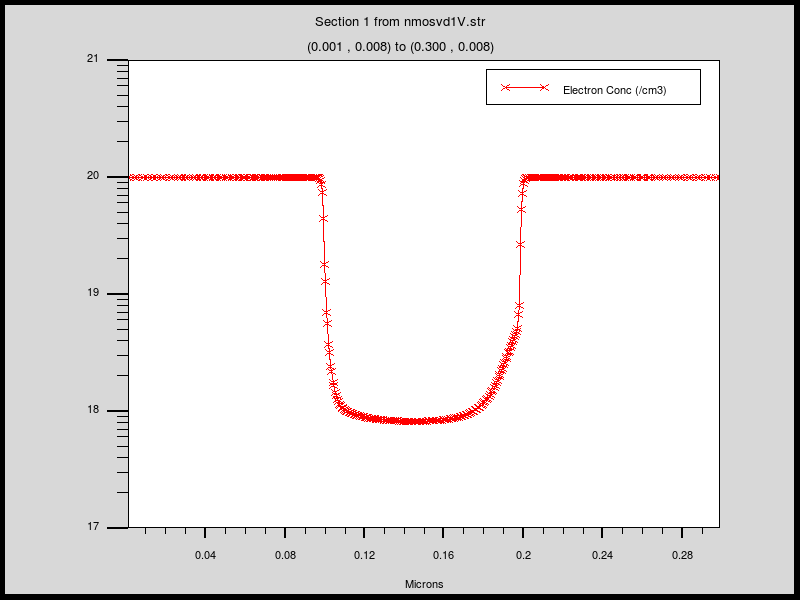 Section 1 from nmosvd1V.str
(0.001 , 0.008) to (0.300 , 0.008)
Electron Conc (/cm3)
21
20
19
18
17
0.04 0.08 0.12 0.16 0.2 0.24 0.28
Microns